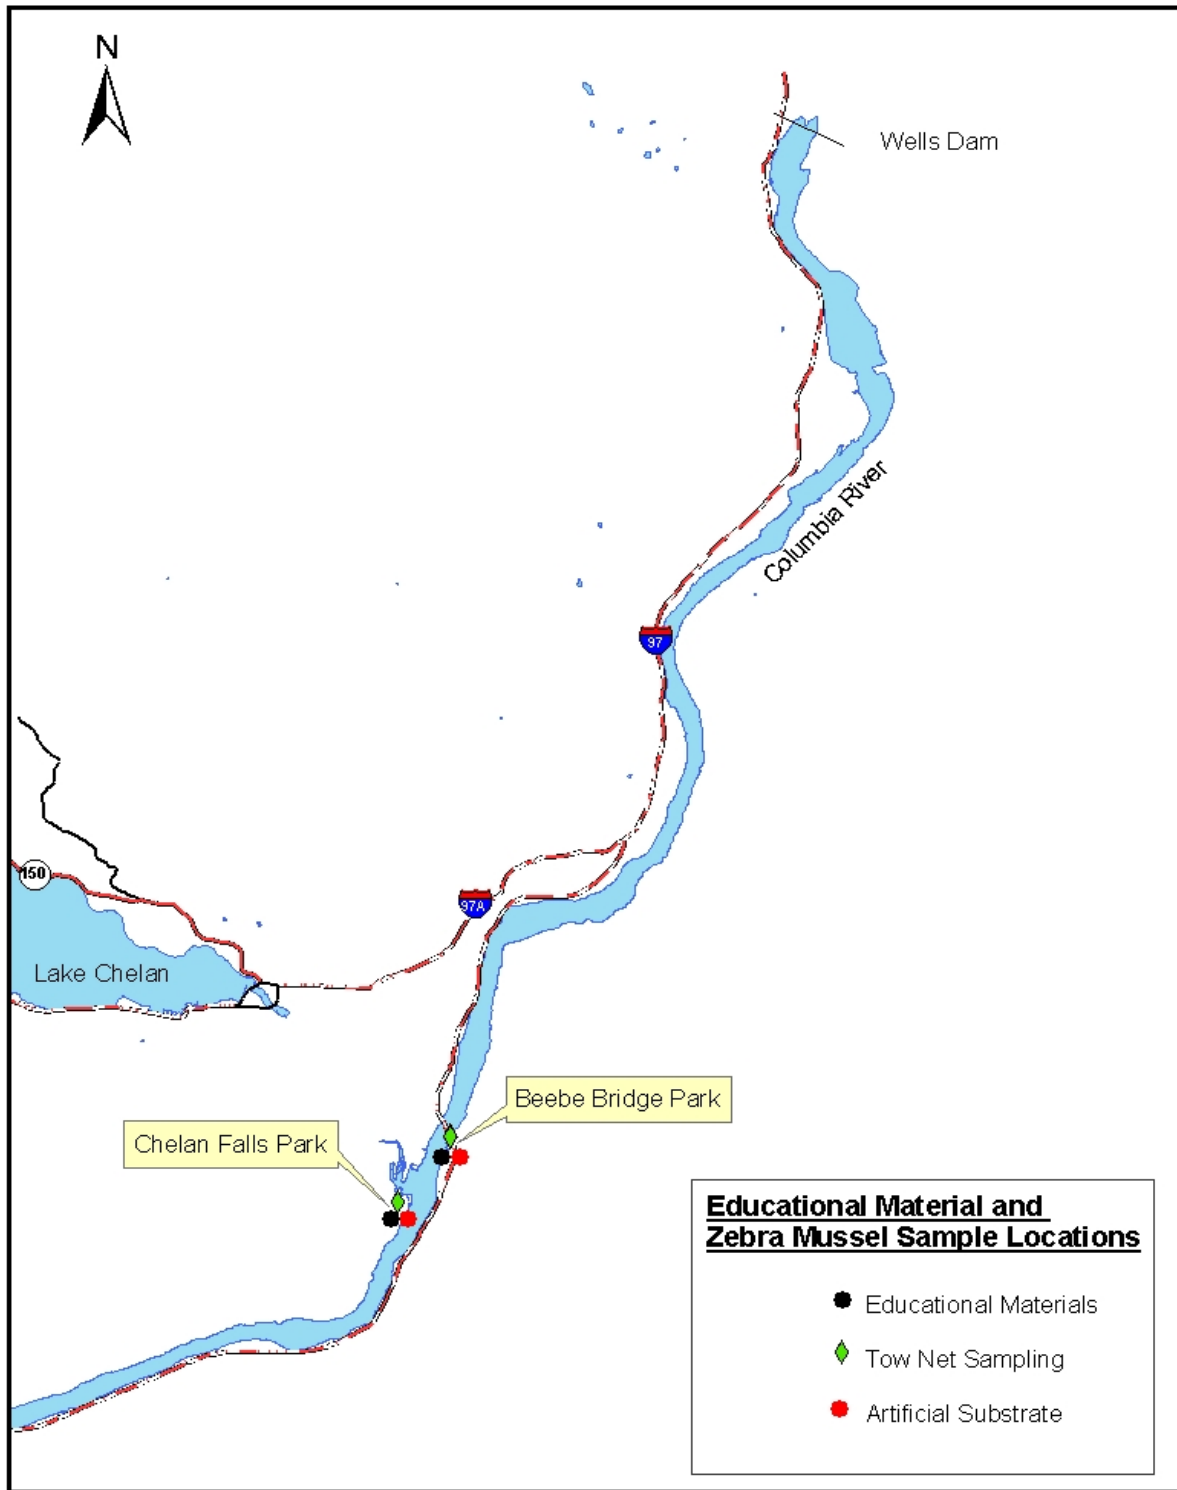 N
Wells Dam
Columbia River
97
150
97A
Lake Chelan
Beebe Bridge Park
Chelan Falls Park
Educational Material and
Zebra Mussel Sample Locations
Educational Materials
Tow Net Sampling
Artificial Substrate